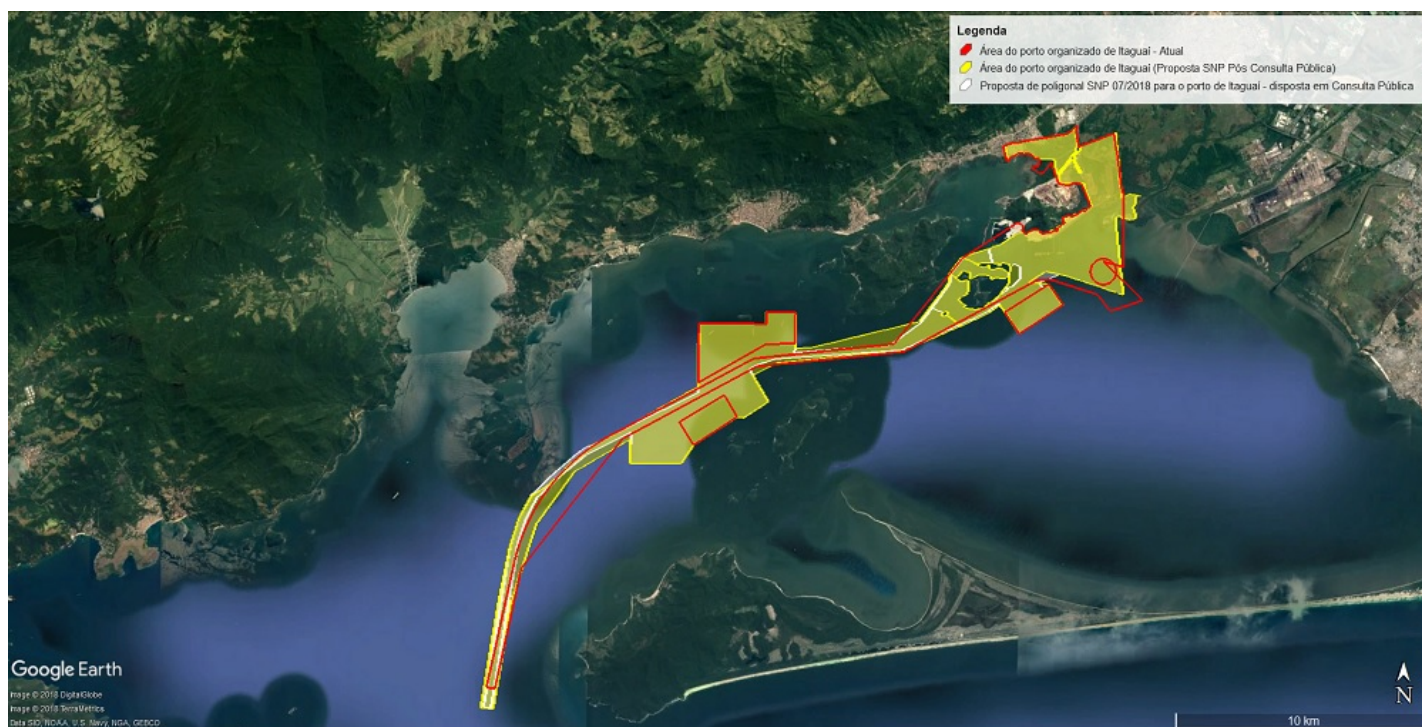 Legenda
Área do porto organizado de Itaguaí - Atual
Área do porto organizado de Itaguaí (Proposta SNP Pós Consulta Pública)
Proposta de poligonal SNP 07/2018 para o porto de Itaguaí - disposta em Consulta Pública
Google Earth
Image © 2018 DigitalGlobe
Image © 2018 TerraMetrics
Data SIO, NOAA, U.S. Navy, NGA, GEBCO
N
10 km